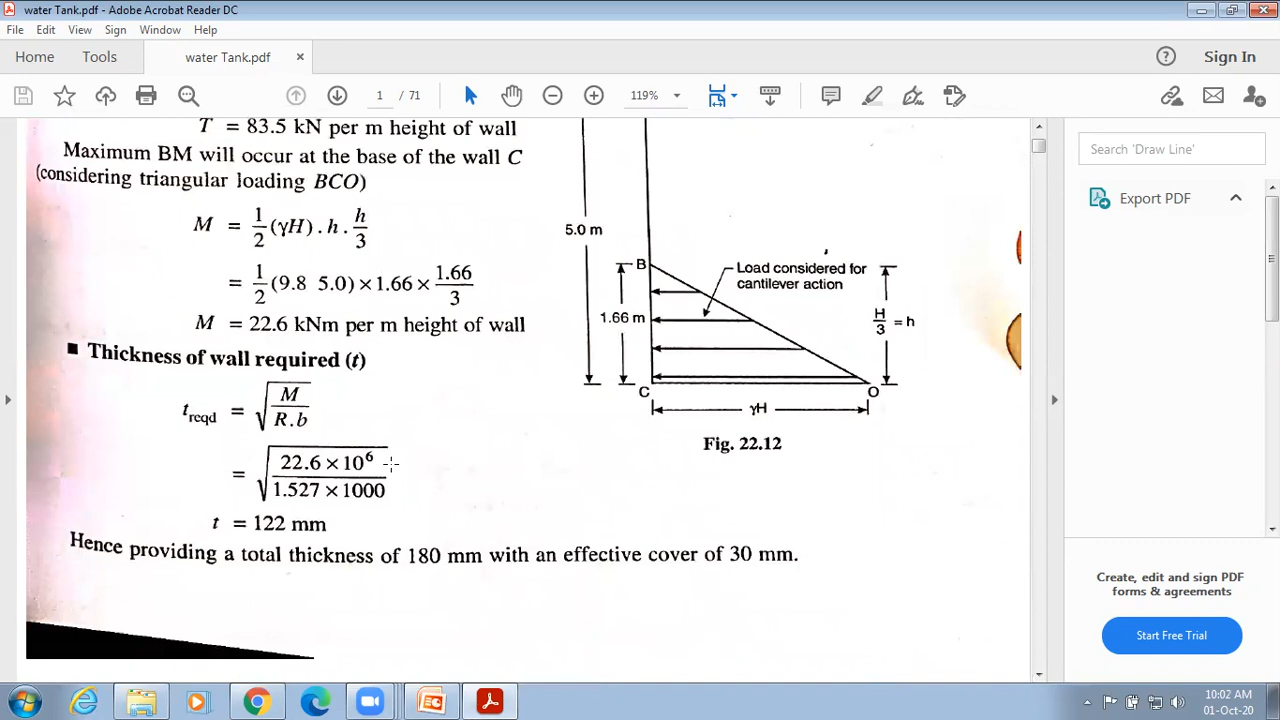 water Tank.pdf - Adobe Acrobat Reader DC
File Edit View Sign Window Help
Home Tools water Tank.pdf × Sign In
1 / 71 119%
T = 83.5 kN per m height of wall
Maximum BM will occur at the base of the wall C
(considering triangular loading BCO)
M = 1/2 (γH) . h . h/3
= 1/2 (9.8 5.0) × 1.66 × 1.66/3
M = 22.6 kNm per m height of wall
■ Thickness of wall required (t)
t reqd = √(M / R.b)
= √(22.6 × 10⁶ / 1.527 × 1000)
t = 122 mm
Hence providing a total thickness of 180 mm with an effective cover of 30 mm.
5.0 m
B
Load considered for
cantilever action
1.66 m
H/3 = h
C
O
γH
Fig. 22.12
Search 'Draw Line'
Export PDF
Create, edit and sign PDF
forms & agreements
Start Free Trial
10:02 AM
01-Oct-20